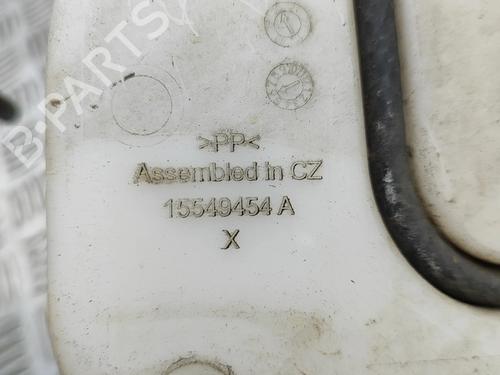 B-PARTS
>PP<
Assembled in CZ
15549454 A
X